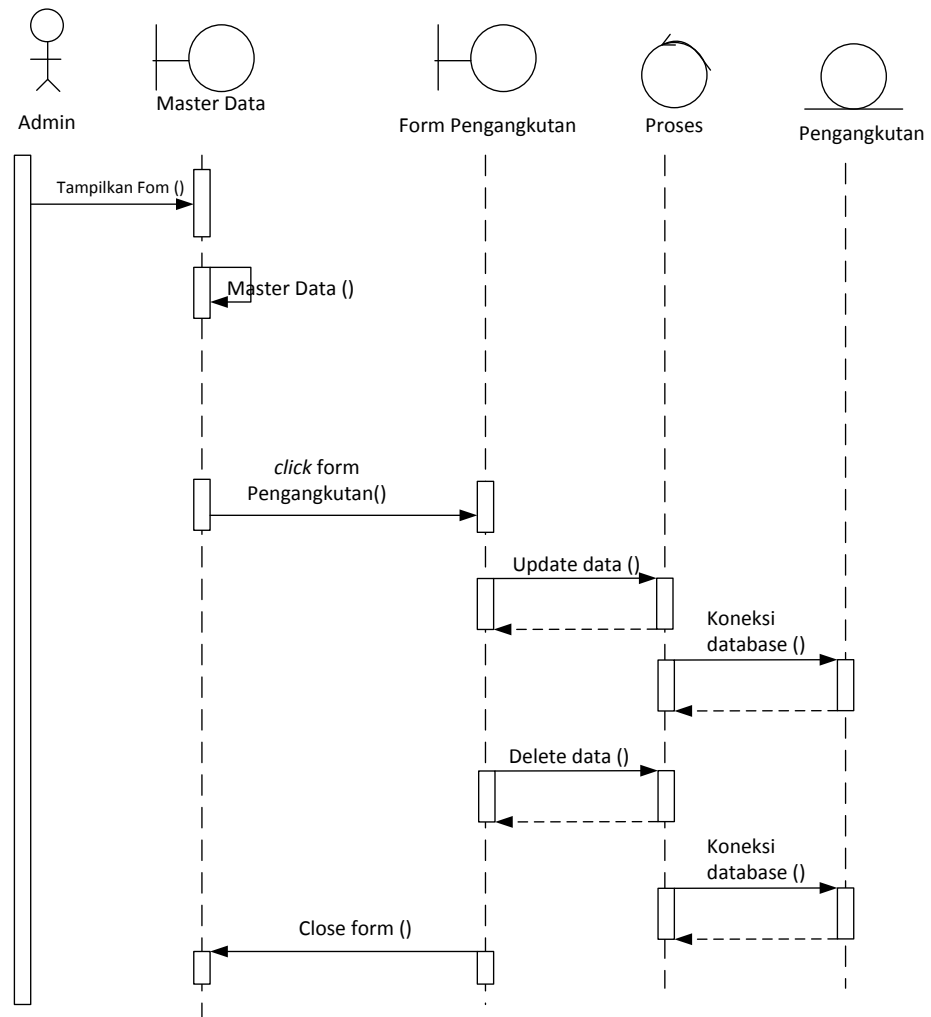 Admin
Master Data
Form Pengangkutan
Proses
Pengangkutan
Tampilkan Fom ()
Master Data ()
click form
Pengangkutan()
Update data ()
Koneksi
database ()
Delete data ()
Koneksi
database ()
Close form ()